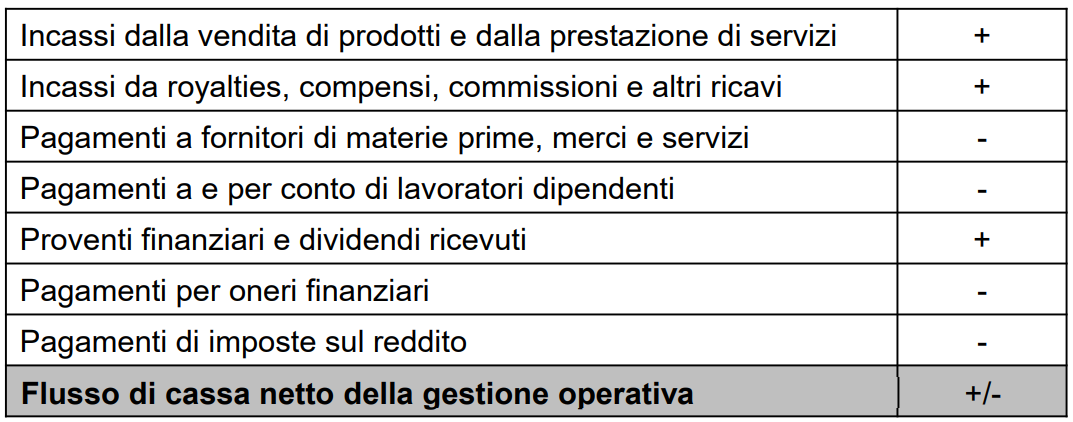 Incassi dalla vendita di prodotti e dalla prestazione di servizi +
Incassi da royalties, compensi, commissioni e altri ricavi +
Pagamenti a fornitori di materie prime, merci e servizi -
Pagamenti a e per conto di lavoratori dipendenti -
Proventi finanziari e dividendi ricevuti +
Pagamenti per oneri finanziari -
Pagamenti di imposte sul reddito -
Flusso di cassa netto della gestione operativa +/-